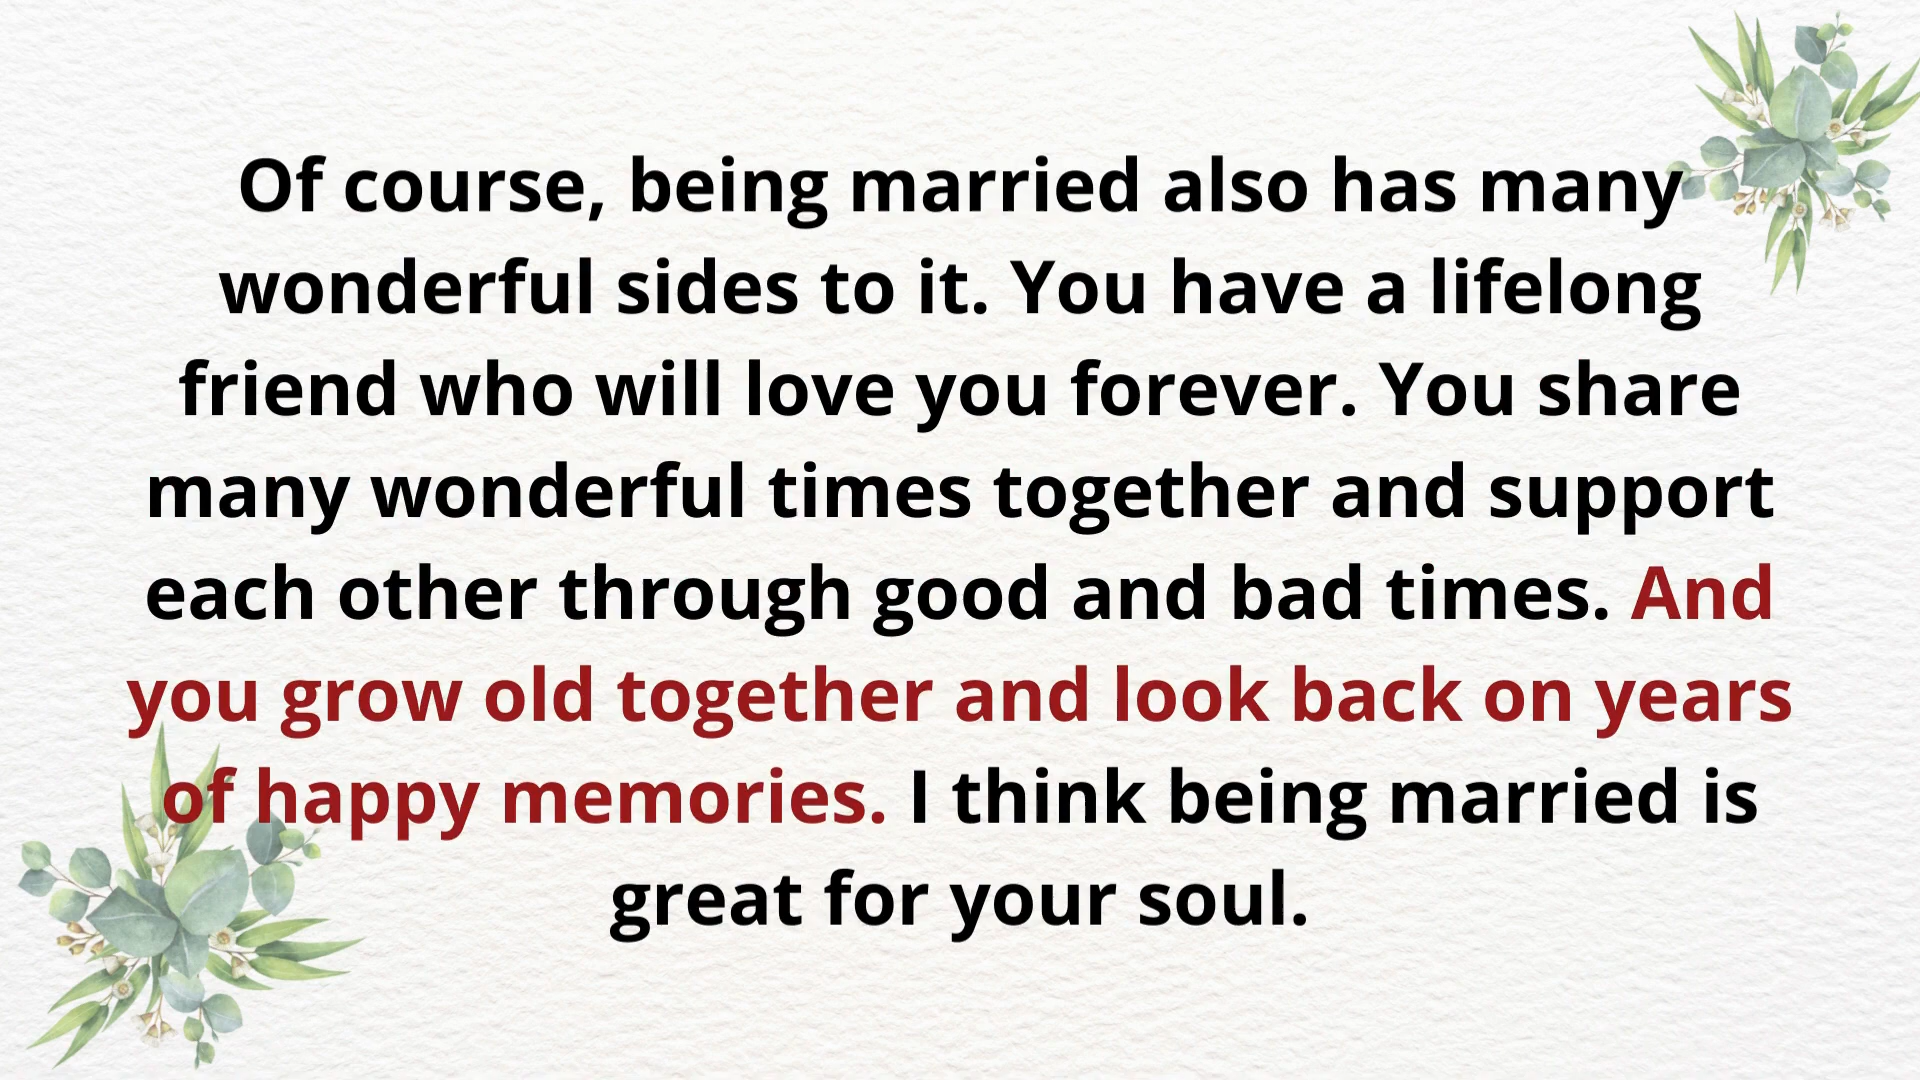 Of course, being married also has many
wonderful sides to it. You have a lifelong
friend who will love you forever. You share
many wonderful times together and support
each other through good and bad times. And
you grow old together and look back on years
of happy memories. I think being married is
great for your soul.